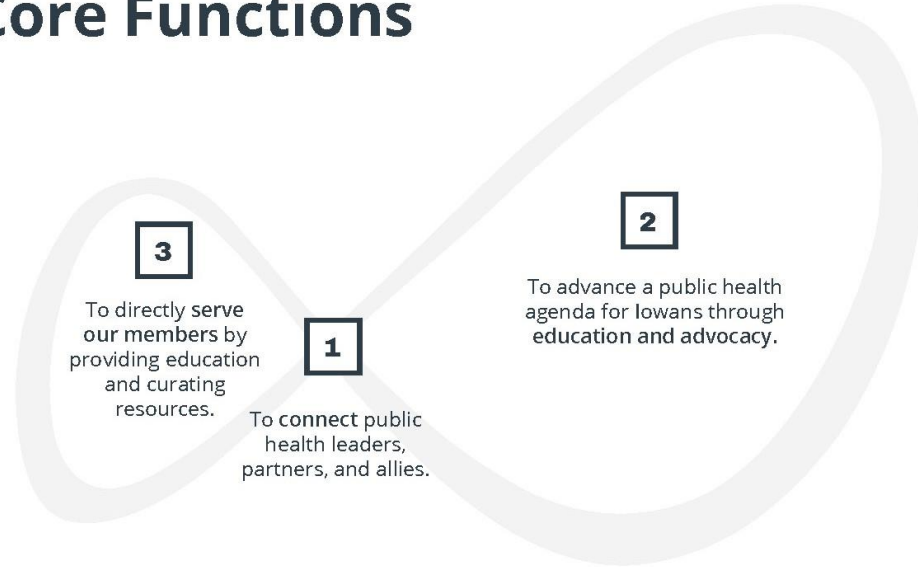 Core Functions
3
To directly serve
our members by
providing education
and curating
resources.
1
To connect public
health leaders,
partners, and allies.
2
To advance a public health
agenda for Iowans through
education and advocacy.